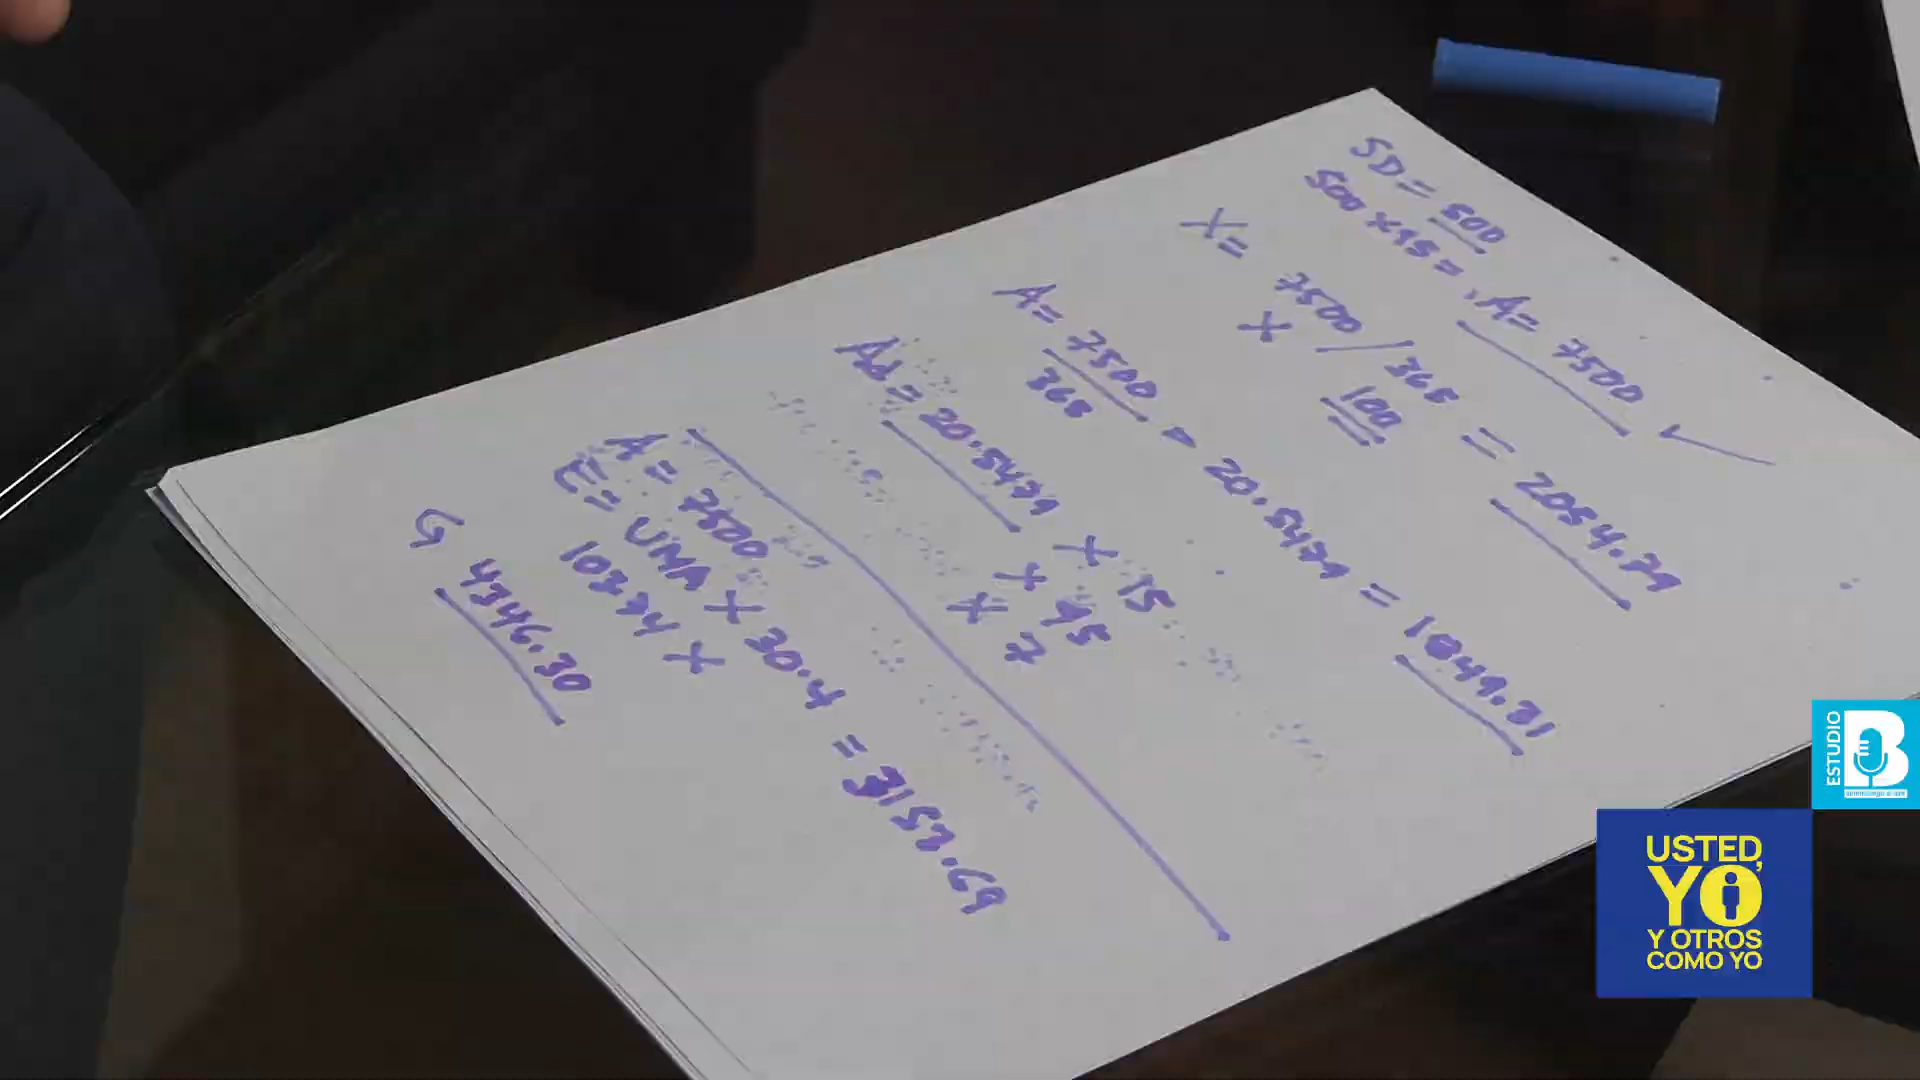 SD = 500
500 x 15 = A = 7500
X = 7500 / 365 = 2054.79
X 100
A = 7500 = 20.5479 = 1849.31
365
Ad = 20.5479 X 15
X 45
X 7
A = 7500
E = UMA X 30.4 = 3153.69
103.74 X
4346.30
ESTUDIO
B
USTED,
YO
Y OTROS
COMO YO